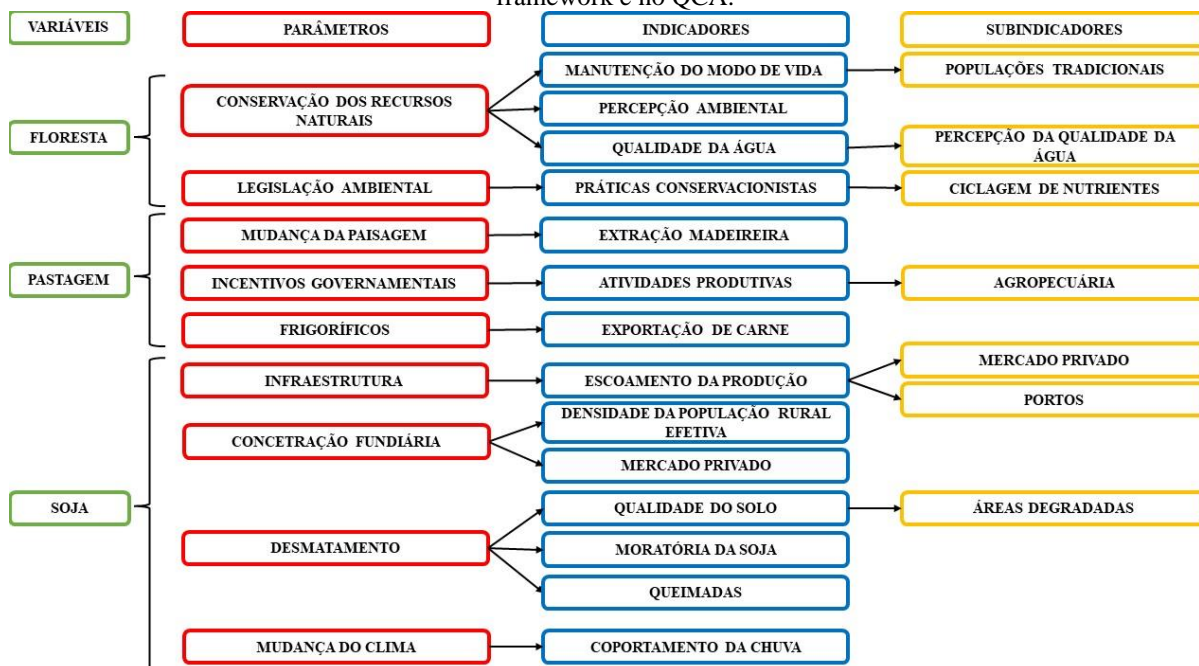 framework e no QCA.
VARIÁVEIS PARÂMETROS INDICADORES SUBINDICADORES
MANUTENÇÃO DO MODO DE VIDA POPULAÇÕES TRADICIONAIS
CONSERVAÇÃO DOS RECURSOS
NATURAIS
PERCEPÇÃO AMBIENTAL
FLORESTA
QUALIDADE DA ÁGUA
PERCEPÇÃO DA QUALIDADE DA
ÁGUA
LEGISLAÇÃO AMBIENTAL PRÁTICAS CONSERVACIONISTAS CICLAGEM DE NUTRIENTES
MUDANÇA DA PAISAGEM EXTRAÇÃO MADEIREIRA
PASTAGEM INCENTIVOS GOVERNAMENTAIS ATIVIDADES PRODUTIVAS AGROPECUÁRIA
FRIGORÍFICOS EXPORTAÇÃO DE CARNE
INFRAESTRUTURA ESCOAMENTO DA PRODUÇÃO
MERCADO PRIVADO
PORTOS
CONCETRAÇÃO FUNDIÁRIA
DENSIDADE DA POPULAÇÃO RURAL
EFETIVA
MERCADO PRIVADO
SOJA
QUALIDADE DO SOLO ÁREAS DEGRADADAS
DESMATAMENTO MORATÓRIA DA SOJA
QUEIMADAS
MUDANÇA DO CLIMA COPORTAMENTO DA CHUVA